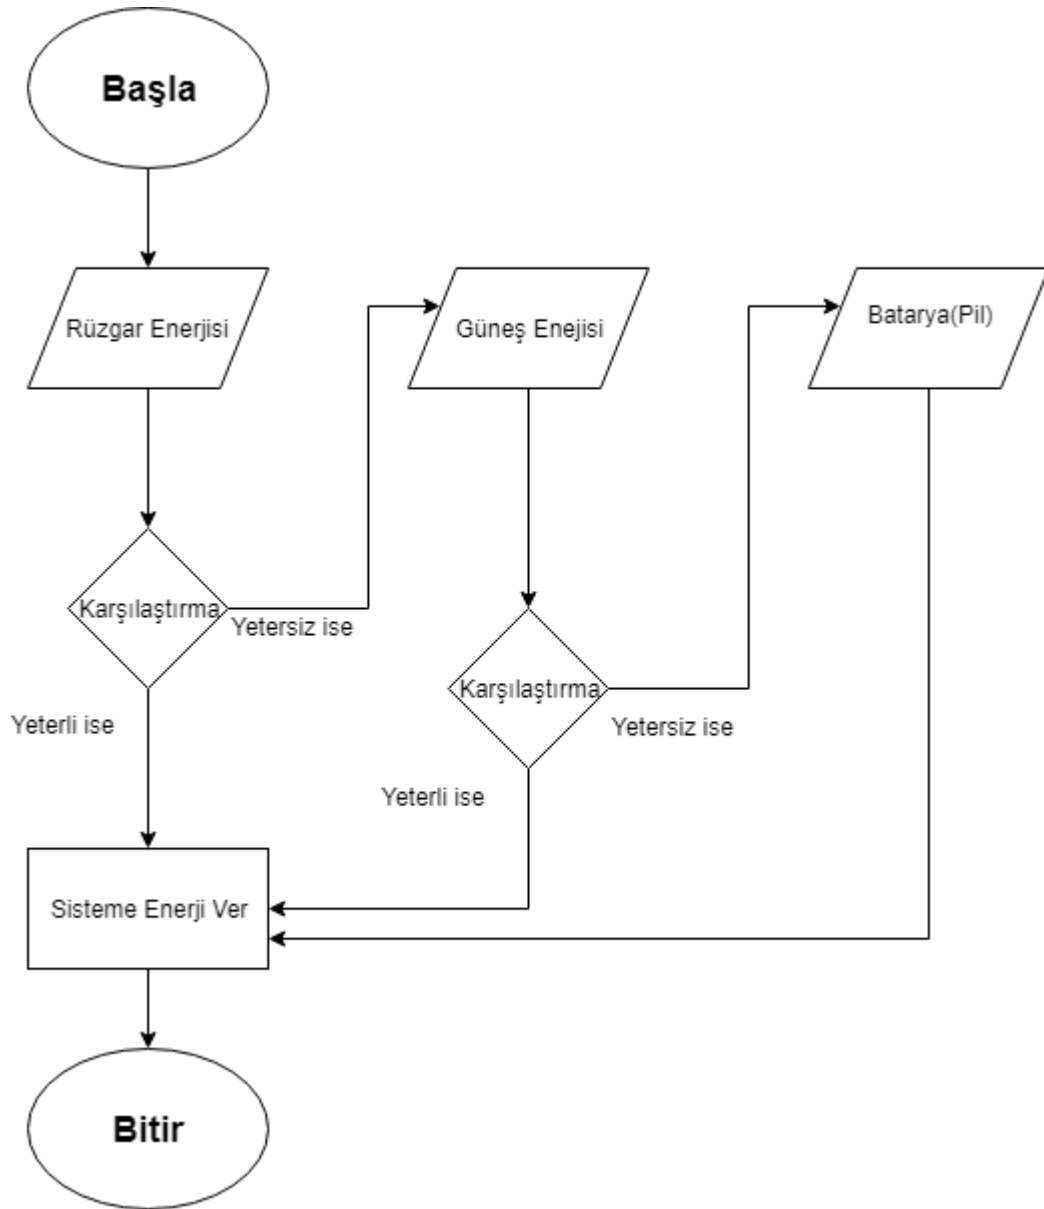 Başla
Rüzgar Enerjisi
Güneş Enejisi
Batarya(Pil)
Karşılaştırma
Yetersiz ise
Karşılaştırma
Yetersiz ise
Yeterli ise
Yeterli ise
Sisteme Enerji Ver
Bitir